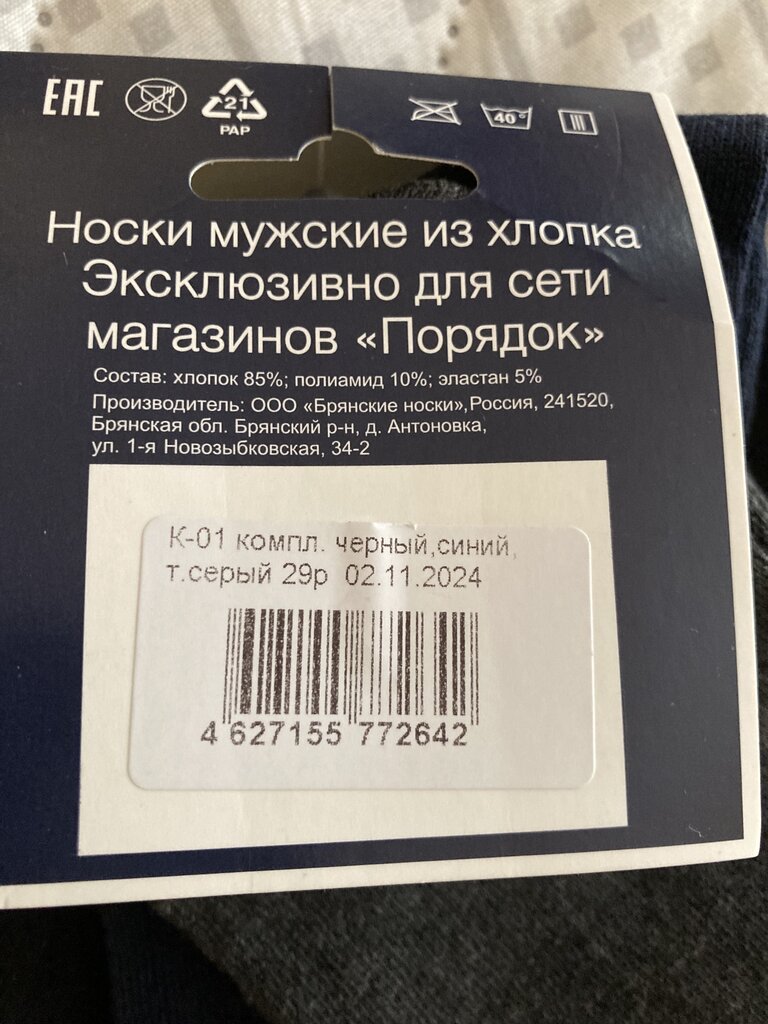 EAC
21
PAP
40°
Носки мужские из хлопка
Эксклюзивно для сети
магазинов «Порядок»
Состав: хлопок 85%; полиамид 10%; эластан 5%
Производитель: ООО «Брянские носки»,Россия, 241520,
Брянская обл. Брянский р-н, д. Антоновка,
ул. 1-я Новозыбковская, 34-2
К-01 компл. черный,синий,
т.серый 29р 02.11.2024
4 627155 772642